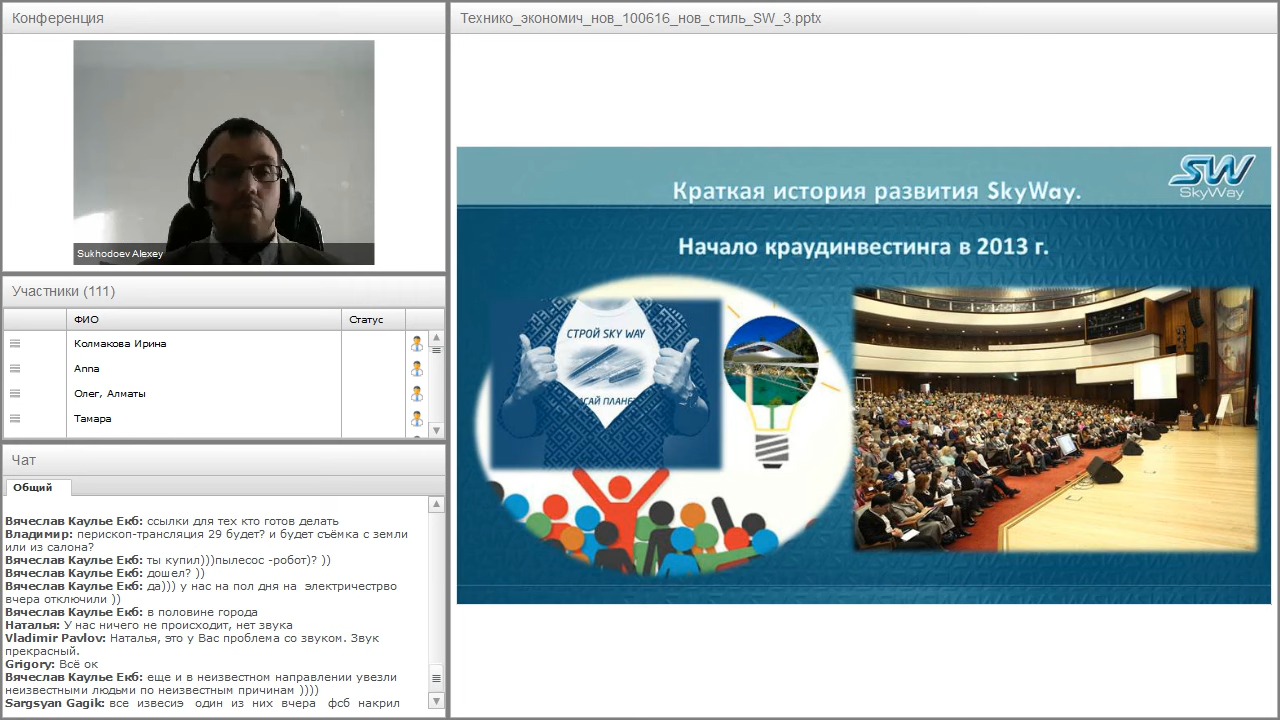 Конференция
Sukhodoev Alexey
Участники (111)
ФИО
Статус
Колмакова Ирина
Anna
Олег, Алматы
Тамара
Чат
Общий
Вячеслав Каулье Екб: ссылки для тех кто готов делать
Владимир: перископ-трансляция 29 будет? и будет съёмка с земли
или из салона?
Вячеслав Каулье Екб: ты купил)))пылесос -робот)? ))
Вячеслав Каулье Екб: дошел? ))
Вячеслав Каулье Екб: да))) у нас на пол дня на электричестрво
вчера отключили ))
Вячеслав Каулье Екб: в половине города
Наталья: У нас ничего не происходит, нет звука
Vladimir Pavlov: Наталья, это у Вас проблема со звуком. Звук
прекрасный.
Grigory: Всё ок
Вячеслав Каулье Екб: еще и в неизвестном направлении увезли
неизвестными людьми по неизвестным причинам ))))
Sargsyan Gagik: все извесиэ один из них вчера фсб накрил
Технико_экономич_нов_100616_нов_стиль_SW_3.pptx
SW
SkyWay
Краткая история развития SkyWay.
Начало краудинвестинга в 2013 г.
СТРОЙ SKY WAY
АСАЙ ПЛАНЕ